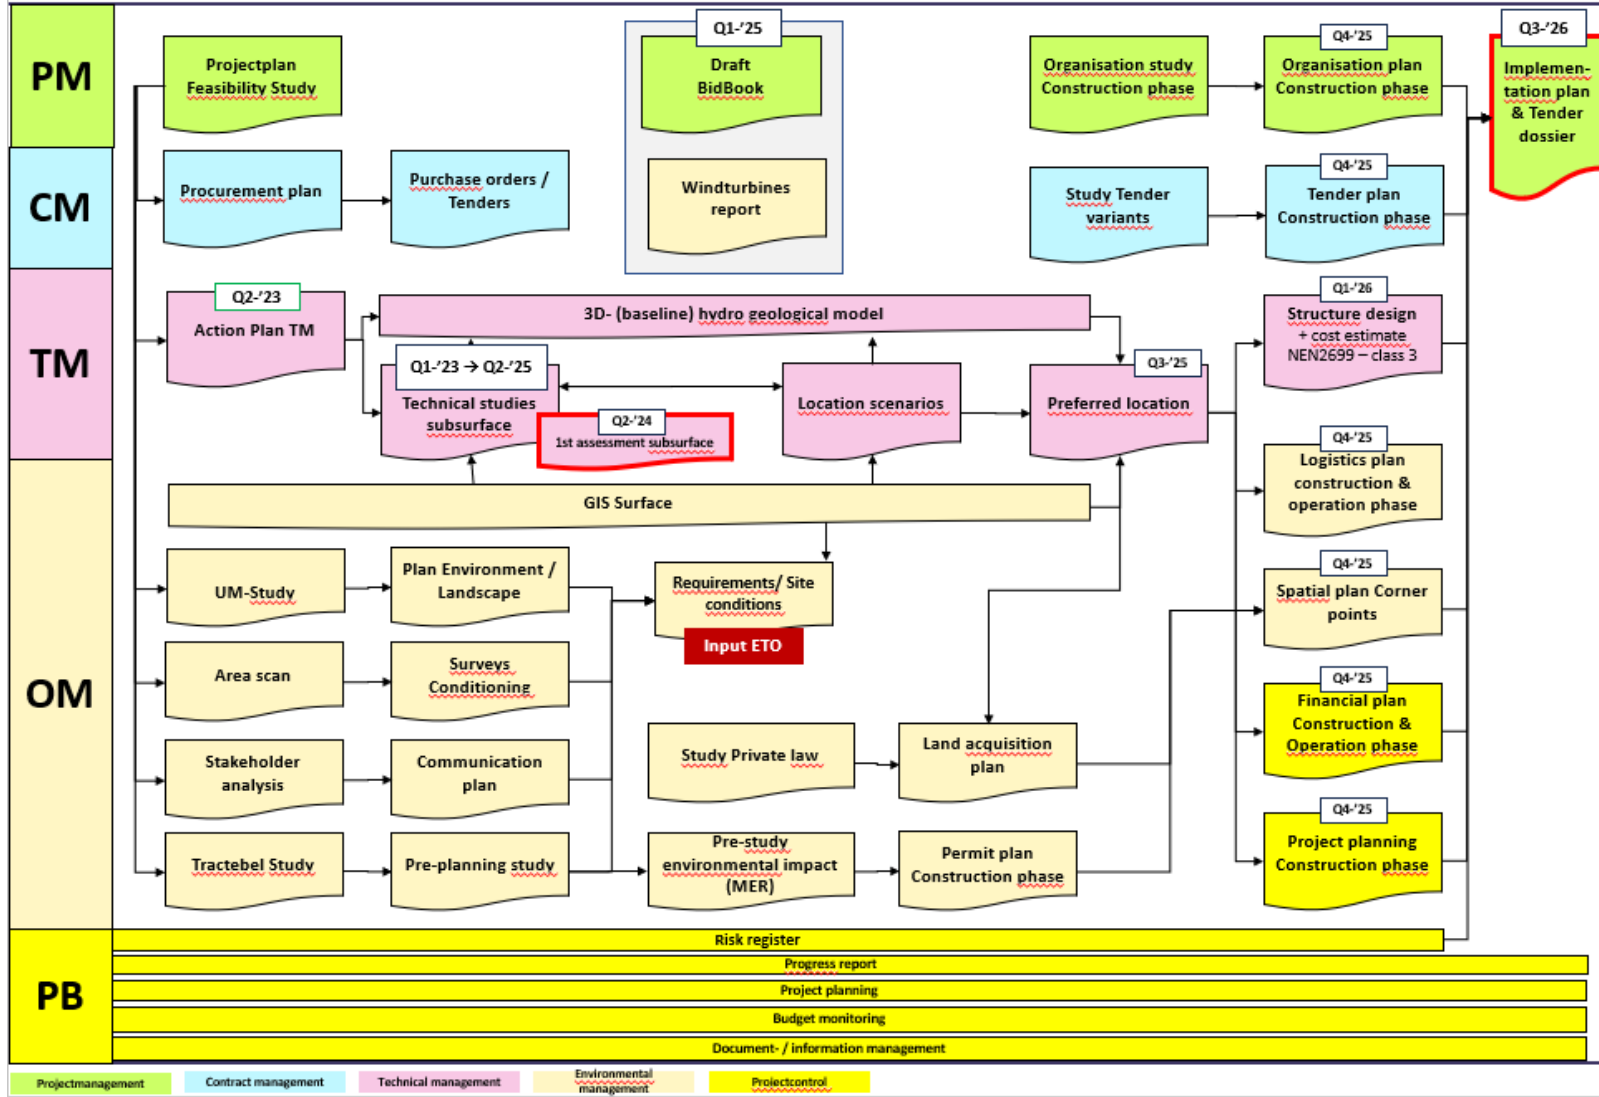 PM
Projectplan
Feasibility Study
Q1-’25
Draft
BidBook
Organisation study
Construction phase
Q4-’25
Organisation plan
Construction phase
Q3-’26
Implemen-
tation plan
& Tender
dossier
CM
Procurement plan
Purchase orders /
Tenders
Windturbines
report
Study Tender
variants
Q4-’25
Tender plan
Construction phase
TM
Q2-’23
Action Plan TM
3D- (baseline) hydro geological model
Q1-’23 → Q2-’25
Technical studies
subsurface
Q2-’24
1st assessment subsurface
Location scenarios
Q3-’25
Preferred location
Q1-’26
Structure design
+ cost estimate
NEN2699 – class 3
OM
GIS Surface
Q4-’25
Logistics plan
construction &
operation phase
UM-Study
Plan Environment /
Landscape
Requirements/ Site
conditions
Input ETO
Q4-’25
Spatial plan Corner
points
Area scan
Surveys
Conditioning
Q4-’25
Financial plan
Construction &
Operation phase
Stakeholder
analysis
Communication
plan
Study Private law
Land acquisition
plan
Tractebel Study
Pre-planning study
Pre-study
environmental impact
(MER)
Permit plan
Construction phase
Q4-’25
Project planning
Construction phase
PB
Risk register
Progress report
Project planning
Budget monitoring
Document- / information management
Projectmanagement
Contract management
Technical management
Environmental
management
Projectcontrol